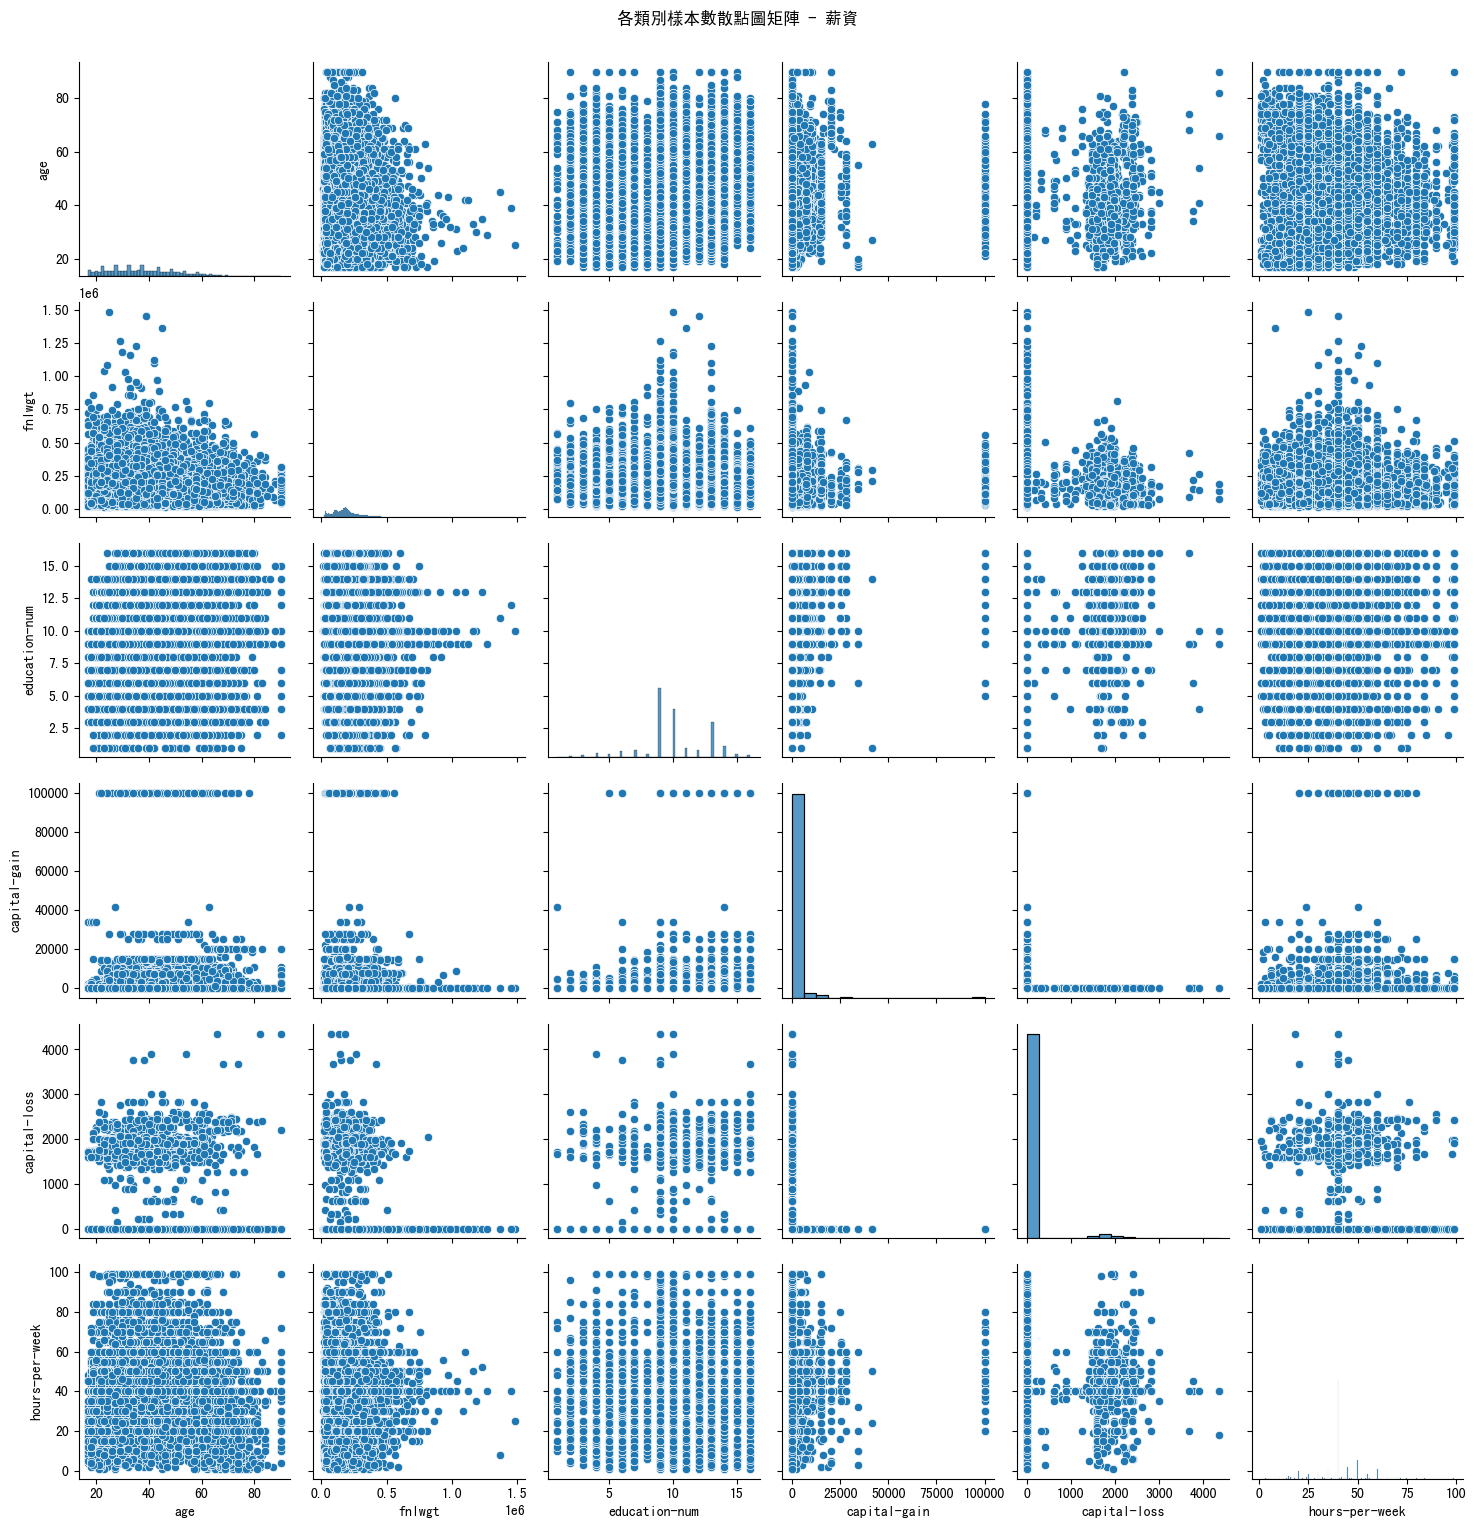 各類別樣本數散點圖矩陣 - 薪資
80
60
40
20
age
1e6
1.50
1.25
1.00
0.75
0.50
0.25
0.00
fnlwgt
15.0
12.5
10.0
7.5
5.0
2.5
education-num
100000
80000
60000
40000
20000
0
capital-gain
4000
3000
2000
1000
0
capital-loss
100
80
60
40
20
0
hours-per-week
20 40 60 80
age
0.0 0.5 1.0 1.5
1e6
fnlwgt
5 10 15
education-num
0 25000 50000 75000 100000
capital-gain
0 1000 2000 3000 4000
capital-loss
0 25 50 75 100
hours-per-week